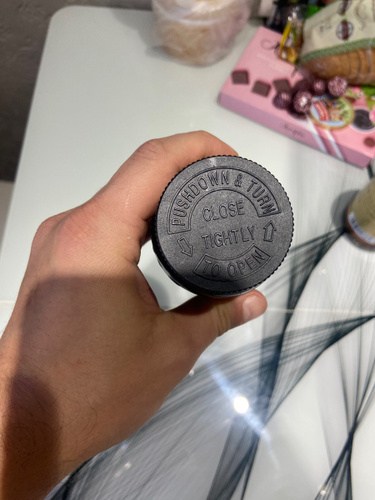 PUSHDOWN & TURN
CLOSE
TIGHTLY
TO OPEN